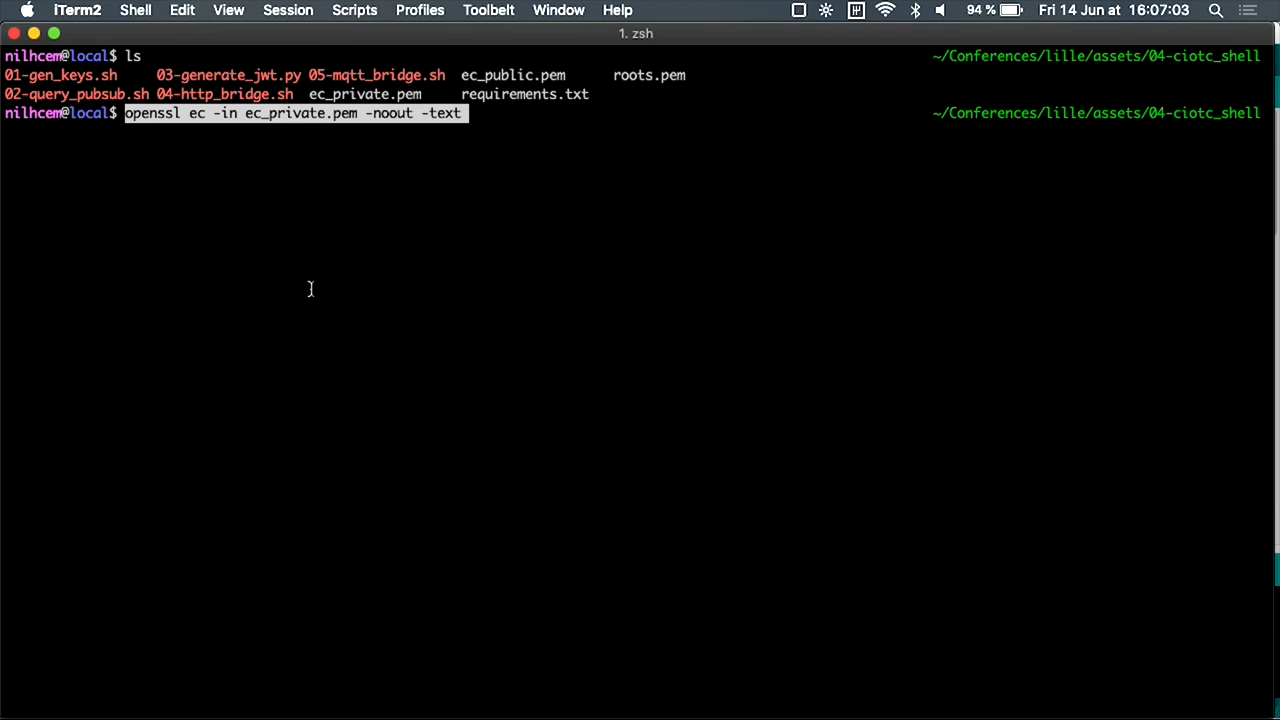 iTerm2 Shell Edit View Session Scripts Profiles Toolbelt Window Help 94 % Fri 14 Jun at 16:07:03
1. zsh
nilhcem@local$ ls ~/Conferences/lille/assets/04-ciotc_shell
01-gen_keys.sh 03-generate_jwt.py 05-mqtt_bridge.sh ec_public.pem roots.pem
02-query_pubsub.sh 04-http_bridge.sh ec_private.pem requirements.txt
nilhcem@local$ openssl ec -in ec_private.pem -noout -text ~/Conferences/lille/assets/04-ciotc_shell